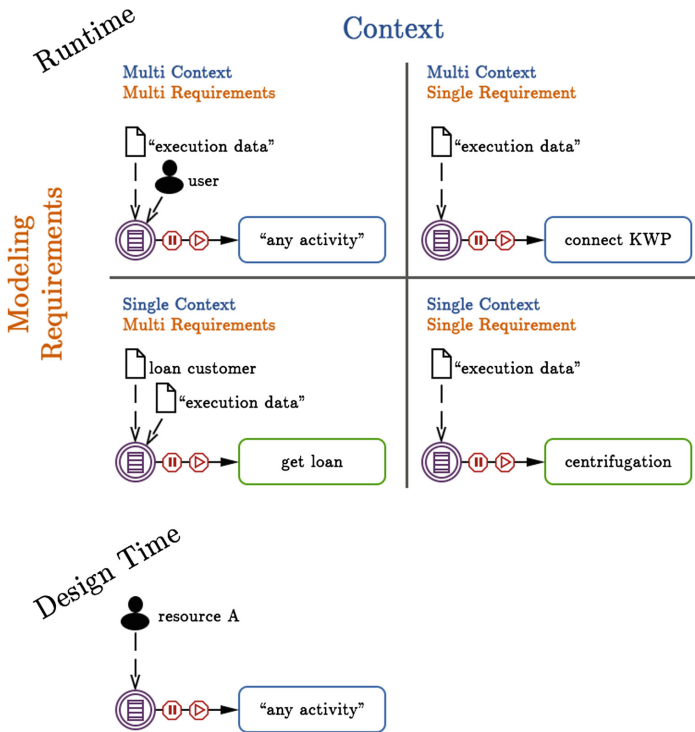 Runtime
Context
Modeling
Requirements
Multi Context
Multi Requirements
“execution data”
user
“any activity”
Multi Context
Single Requirement
“execution data”
connect KWP
Single Context
Multi Requirements
loan customer
“execution data”
get loan
Single Context
Single Requirement
“execution data”
centrifugation
Design Time
resource A
“any activity”